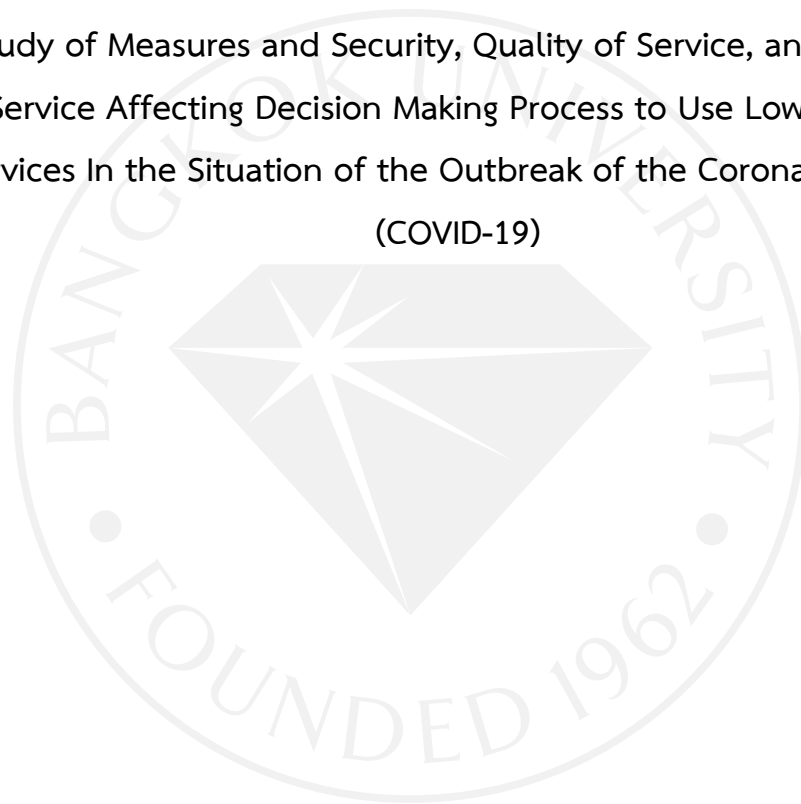 udy of Measures and Security, Quality of Service, an
Service Affecting Decision Making Process to Use Low
vices In the Situation of the Outbreak of the Corona
(COVID-19)
BANGKOK UNIVERSITY
FOUNDED 1962